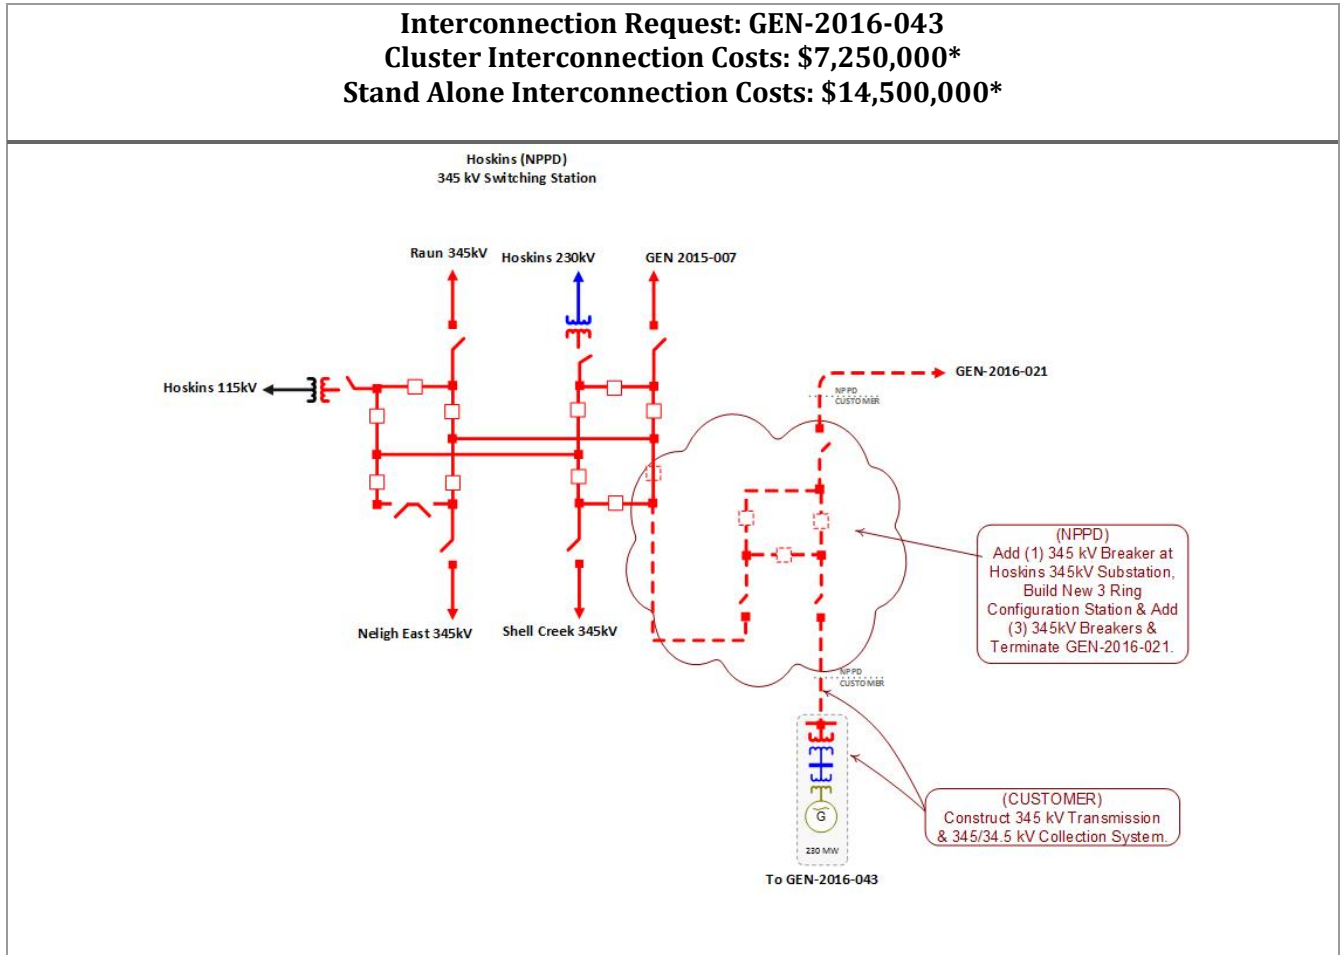 Interconnection Request: GEN-2016-043
Cluster Interconnection Costs: $7,250,000*
Stand Alone Interconnection Costs: $14,500,000*
Hoskins (NPPD)
345 kV Switching Station
Raun 345kV
Hoskins 230kV
GEN 2015-007
Hoskins 115kV
GEN-2016-021
NPPD
CUSTOMER
(NPPD)
Add (1) 345 kV Breaker at
Hoskins 345kV Substation,
Build New 3 Ring
Configuration Station & Add
(3) 345kV Breakers &
Terminate GEN-2016-021.
Neligh East 345kV
Shell Creek 345kV
NPPD
CUSTOMER
(CUSTOMER)
Construct 345 kV Transmission
& 345/34.5 kV Collection System.
G
230 MW
To GEN-2016-043